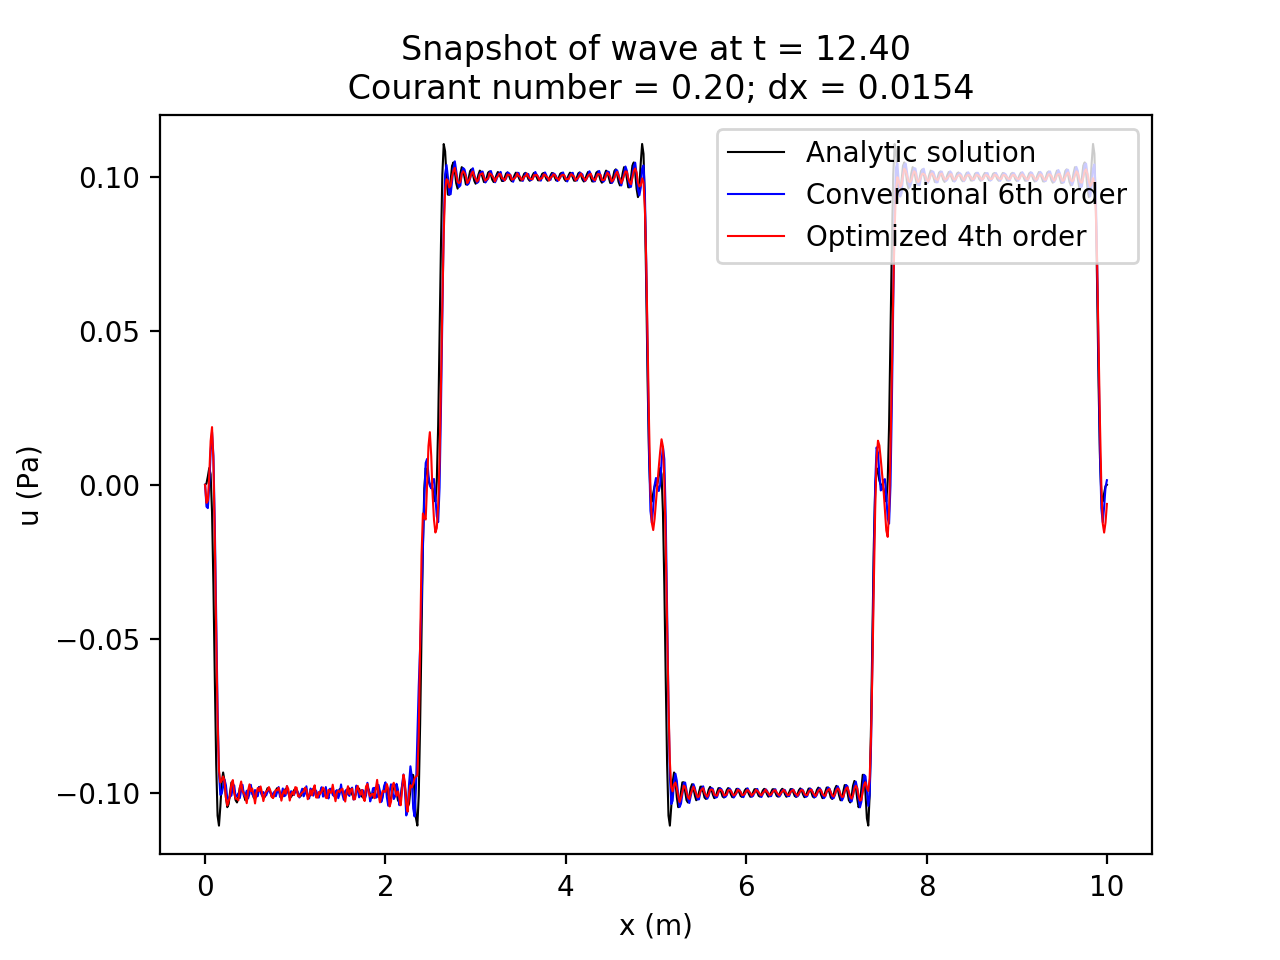 Snapshot of wave at t = 12.40
Courant number = 0.20; dx = 0.0154
Analytic solution
Conventional 6th order
Optimized 4th order
0.10
0.05
0.00
−0.05
−0.10
u (Pa)
0 2 4 6 8 10
x (m)